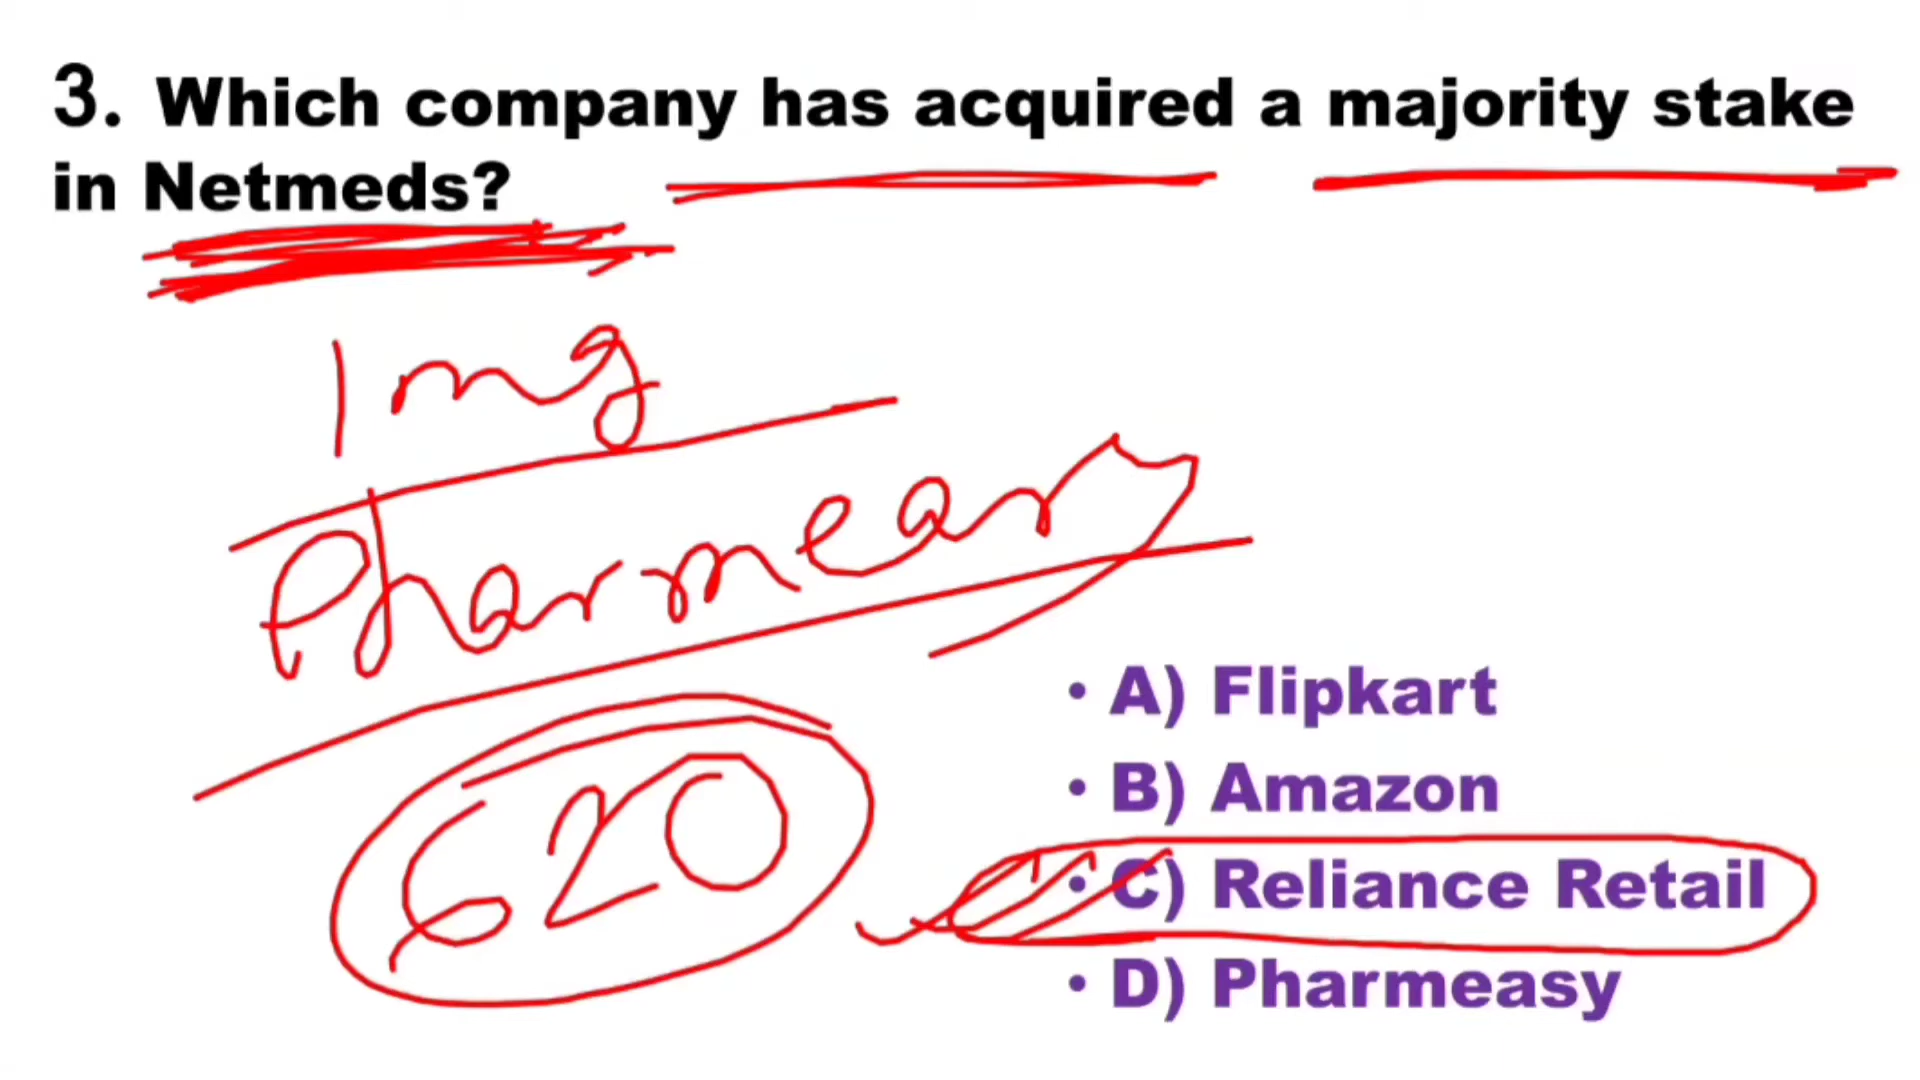 3. Which company has acquired a majority stake
in Netmeds?
1mg
Pharmeasy
620
• A) Flipkart
• B) Amazon
• C) Reliance Retail
• D) Pharmeasy